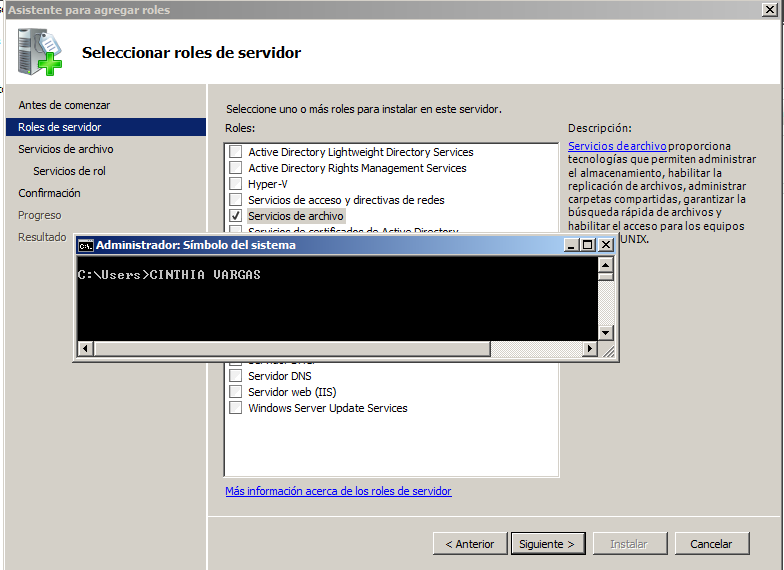 Asistente para agregar roles
Seleccionar roles de servidor
Antes de comenzar
Roles de servidor
Servicios de archivo
Servicios de rol
Confirmación
Progreso
Resultado
Seleccione uno o más roles para instalar en este servidor.
Roles:
Active Directory Lightweight Directory Services
Active Directory Rights Management Services
Hyper-V
Servicios de acceso y directivas de redes
Servicios de archivo
Servicios de certificados de Active Directory
Administrador: Símbolo del sistema
C:\Users>CINTHIA VARGAS
Servidor DNS
Servidor web (IIS)
Windows Server Update Services
Más información acerca de los roles de servidor
Descripción:
Servicios de archivo proporciona
tecnologías que permiten administrar
el almacenamiento, habilitar la
replicación de archivos, administrar
carpetas compartidas, garantizar la
búsqueda rápida de archivos y
habilitar el acceso para los equipos
UNIX.
< Anterior
Siguiente >
Instalar
Cancelar